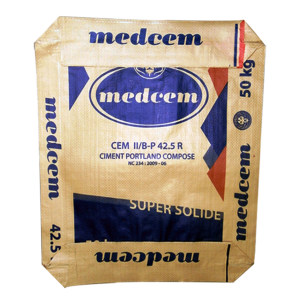 medcem
50 kg
medcem
CEM II/B-P 42.5 R
CIMENT PORTLAND COMPOSE
NC 234 : 2009 - 06
SUPER SOLIDE
medcem
42.5
medcem
medcem